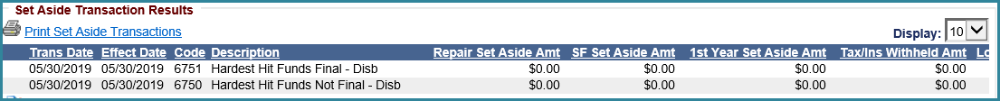 Set Aside Transaction Results
Print Set Aside Transactions
Display: 10
Trans Date Effect Date Code Description Repair Set Aside Amt SF Set Aside Amt 1st Year Set Aside Amt Tax/Ins Withheld Amt Lo
05/30/2019 05/30/2019 6751 Hardest Hit Funds Final - Disb $0.00 $0.00 $0.00 $0.00
05/30/2019 05/30/2019 6750 Hardest Hit Funds Not Final - Disb $0.00 $0.00 $0.00 $0.00